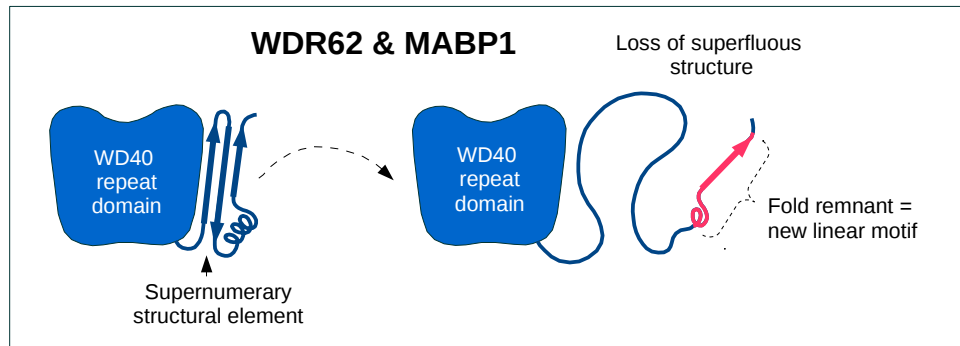 WDR62 & MABP1
Loss of superfluous
structure
WD40
repeat
domain
WD40
repeat
domain
Fold remnant =
new linear motif
Supernumerary
structural element